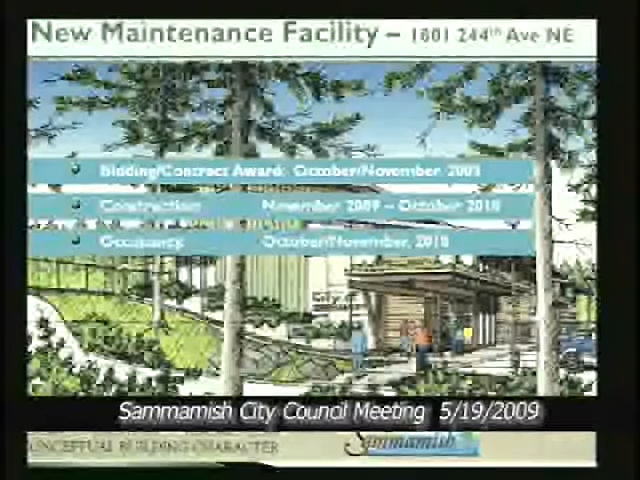 New Maintenance Facility – 1801 244th Ave NE
Bidding/Contract Award: October/November 2009
Construction November 2009 – October 2010
Occupancy October/November, 2010
City
Sammamish City Council Meeting 5/19/2009
CONCEPTUAL BUILDING CHARACTER
Sammamish